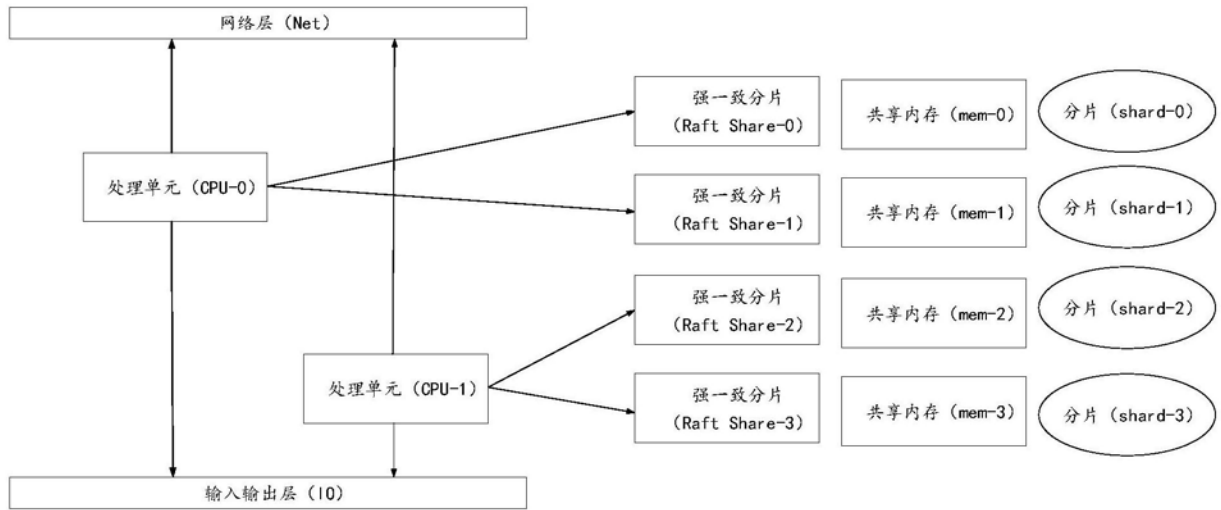 网络层（Net）
强一致分片
（Raft Share-0）
共享内存（mem-0）
分片（shard-0）
处理单元（CPU-0）
强一致分片
（Raft Share-1）
共享内存（mem-1）
分片（shard-1）
强一致分片
（Raft Share-2）
共享内存（mem-2）
分片（shard-2）
处理单元（CPU-1）
强一致分片
（Raft Share-3）
共享内存（mem-3）
分片（shard-3）
输入输出层（IO）